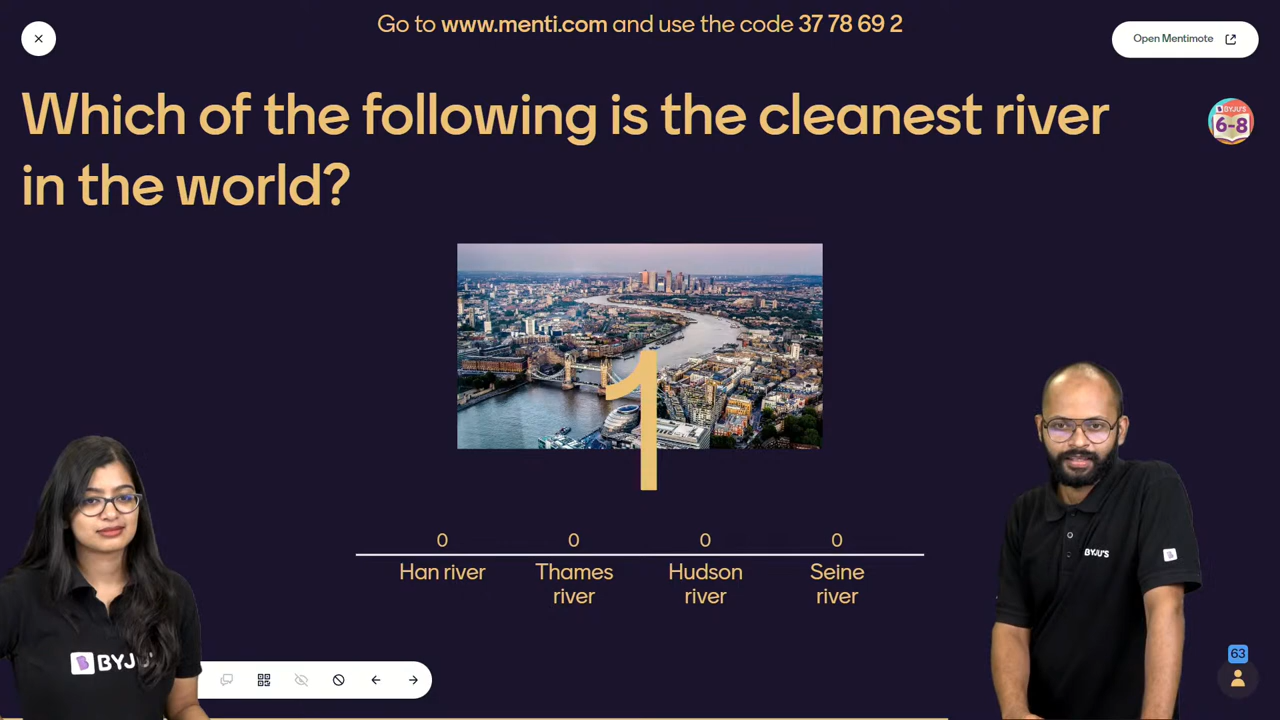 Go to www.menti.com and use the code 37 78 69 2
Open Mentimote
Which of the following is the cleanest river
in the world?
BYJU'S
6-8
1
0 0 0 0
Han river Thames river Hudson river Seine river
BYJU'S
BYJU
63